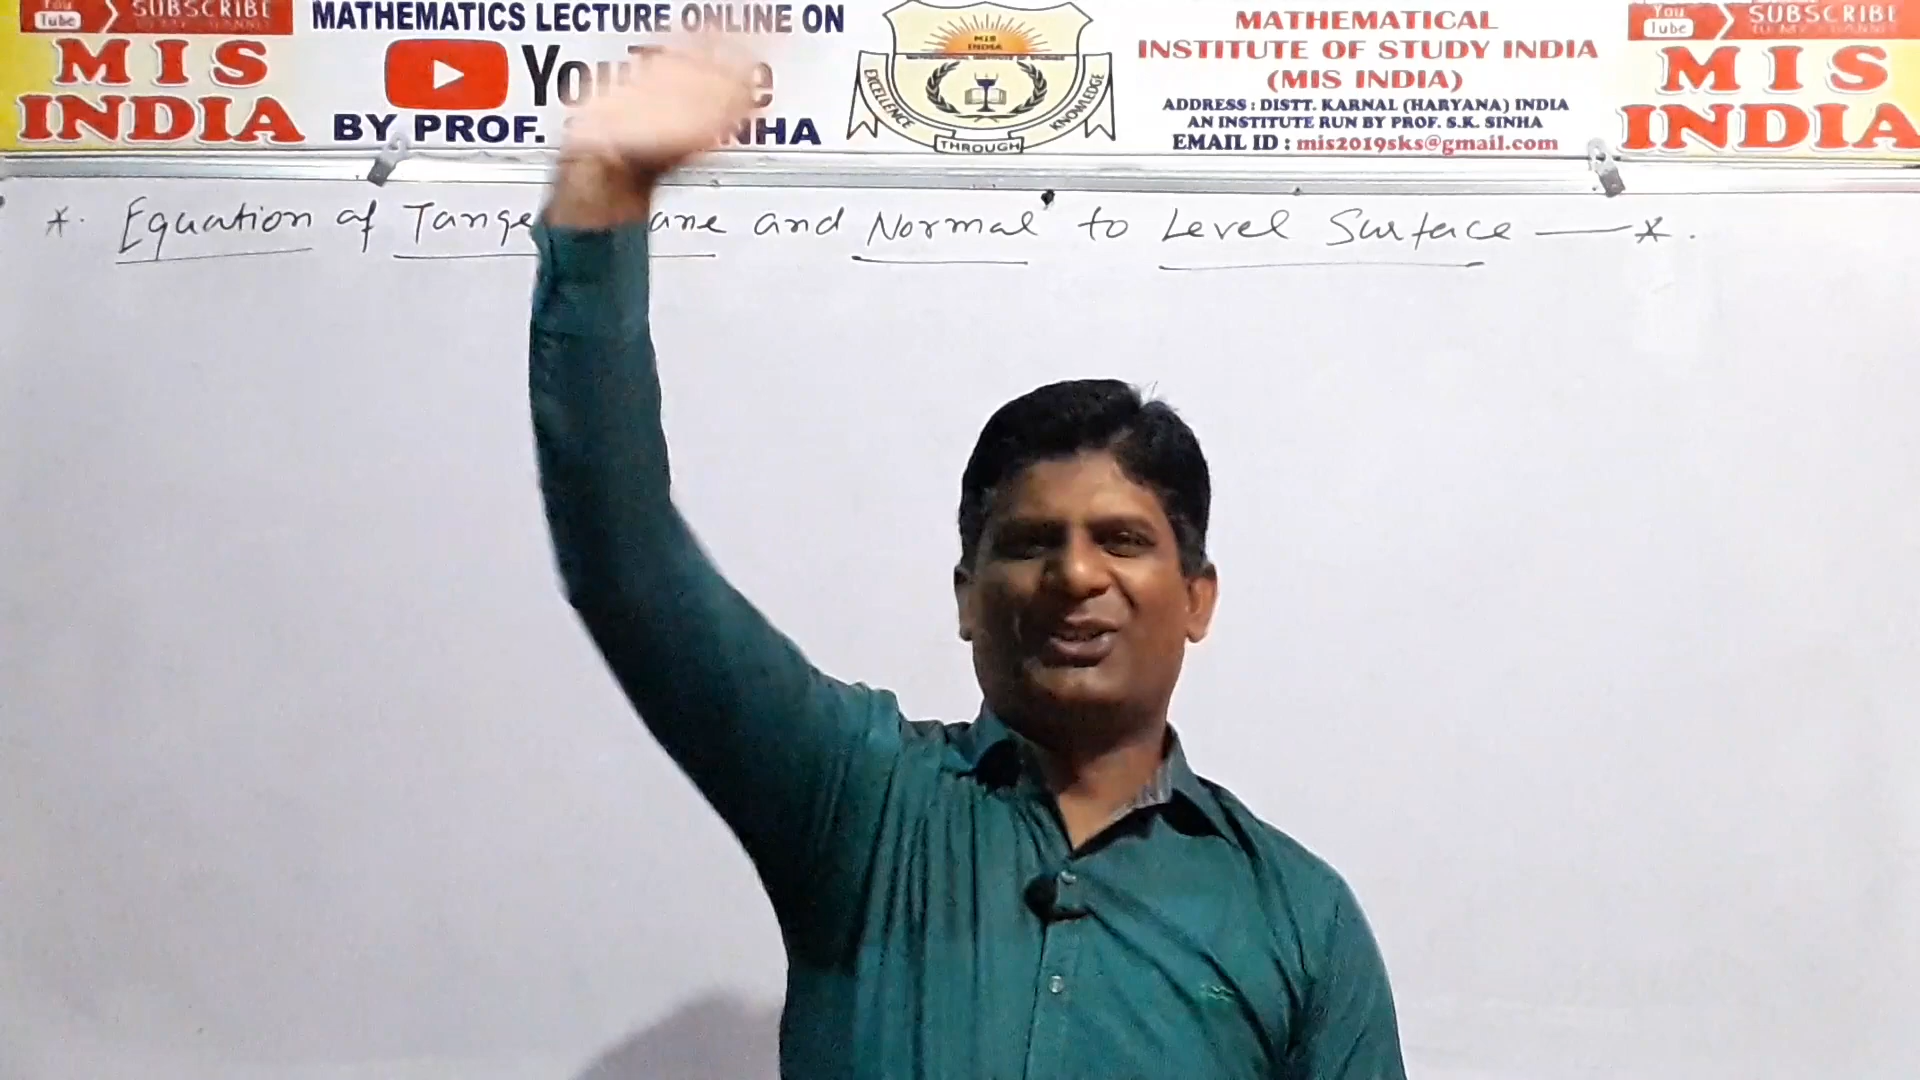 You Tube SUBSCRIBE
MIS
INDIA
MATHEMATICS LECTURE ONLINE ON
BY PROF.
MIS
INDIA
EXCELLENCE
THROUGH
KNOWLEDGE
MATHEMATICAL
INSTITUTE OF STUDY INDIA
(MIS INDIA)
ADDRESS : DISTT. KARNAL (HARYANA) INDIA
AN INSTITUTE RUN BY PROF. S.K. SINHA
EMAIL ID : mis2019sks@gmail.com
You Tube SUBSCRIBE
MIS
INDIA
*. Equation of and Normal to Level Surface —*.